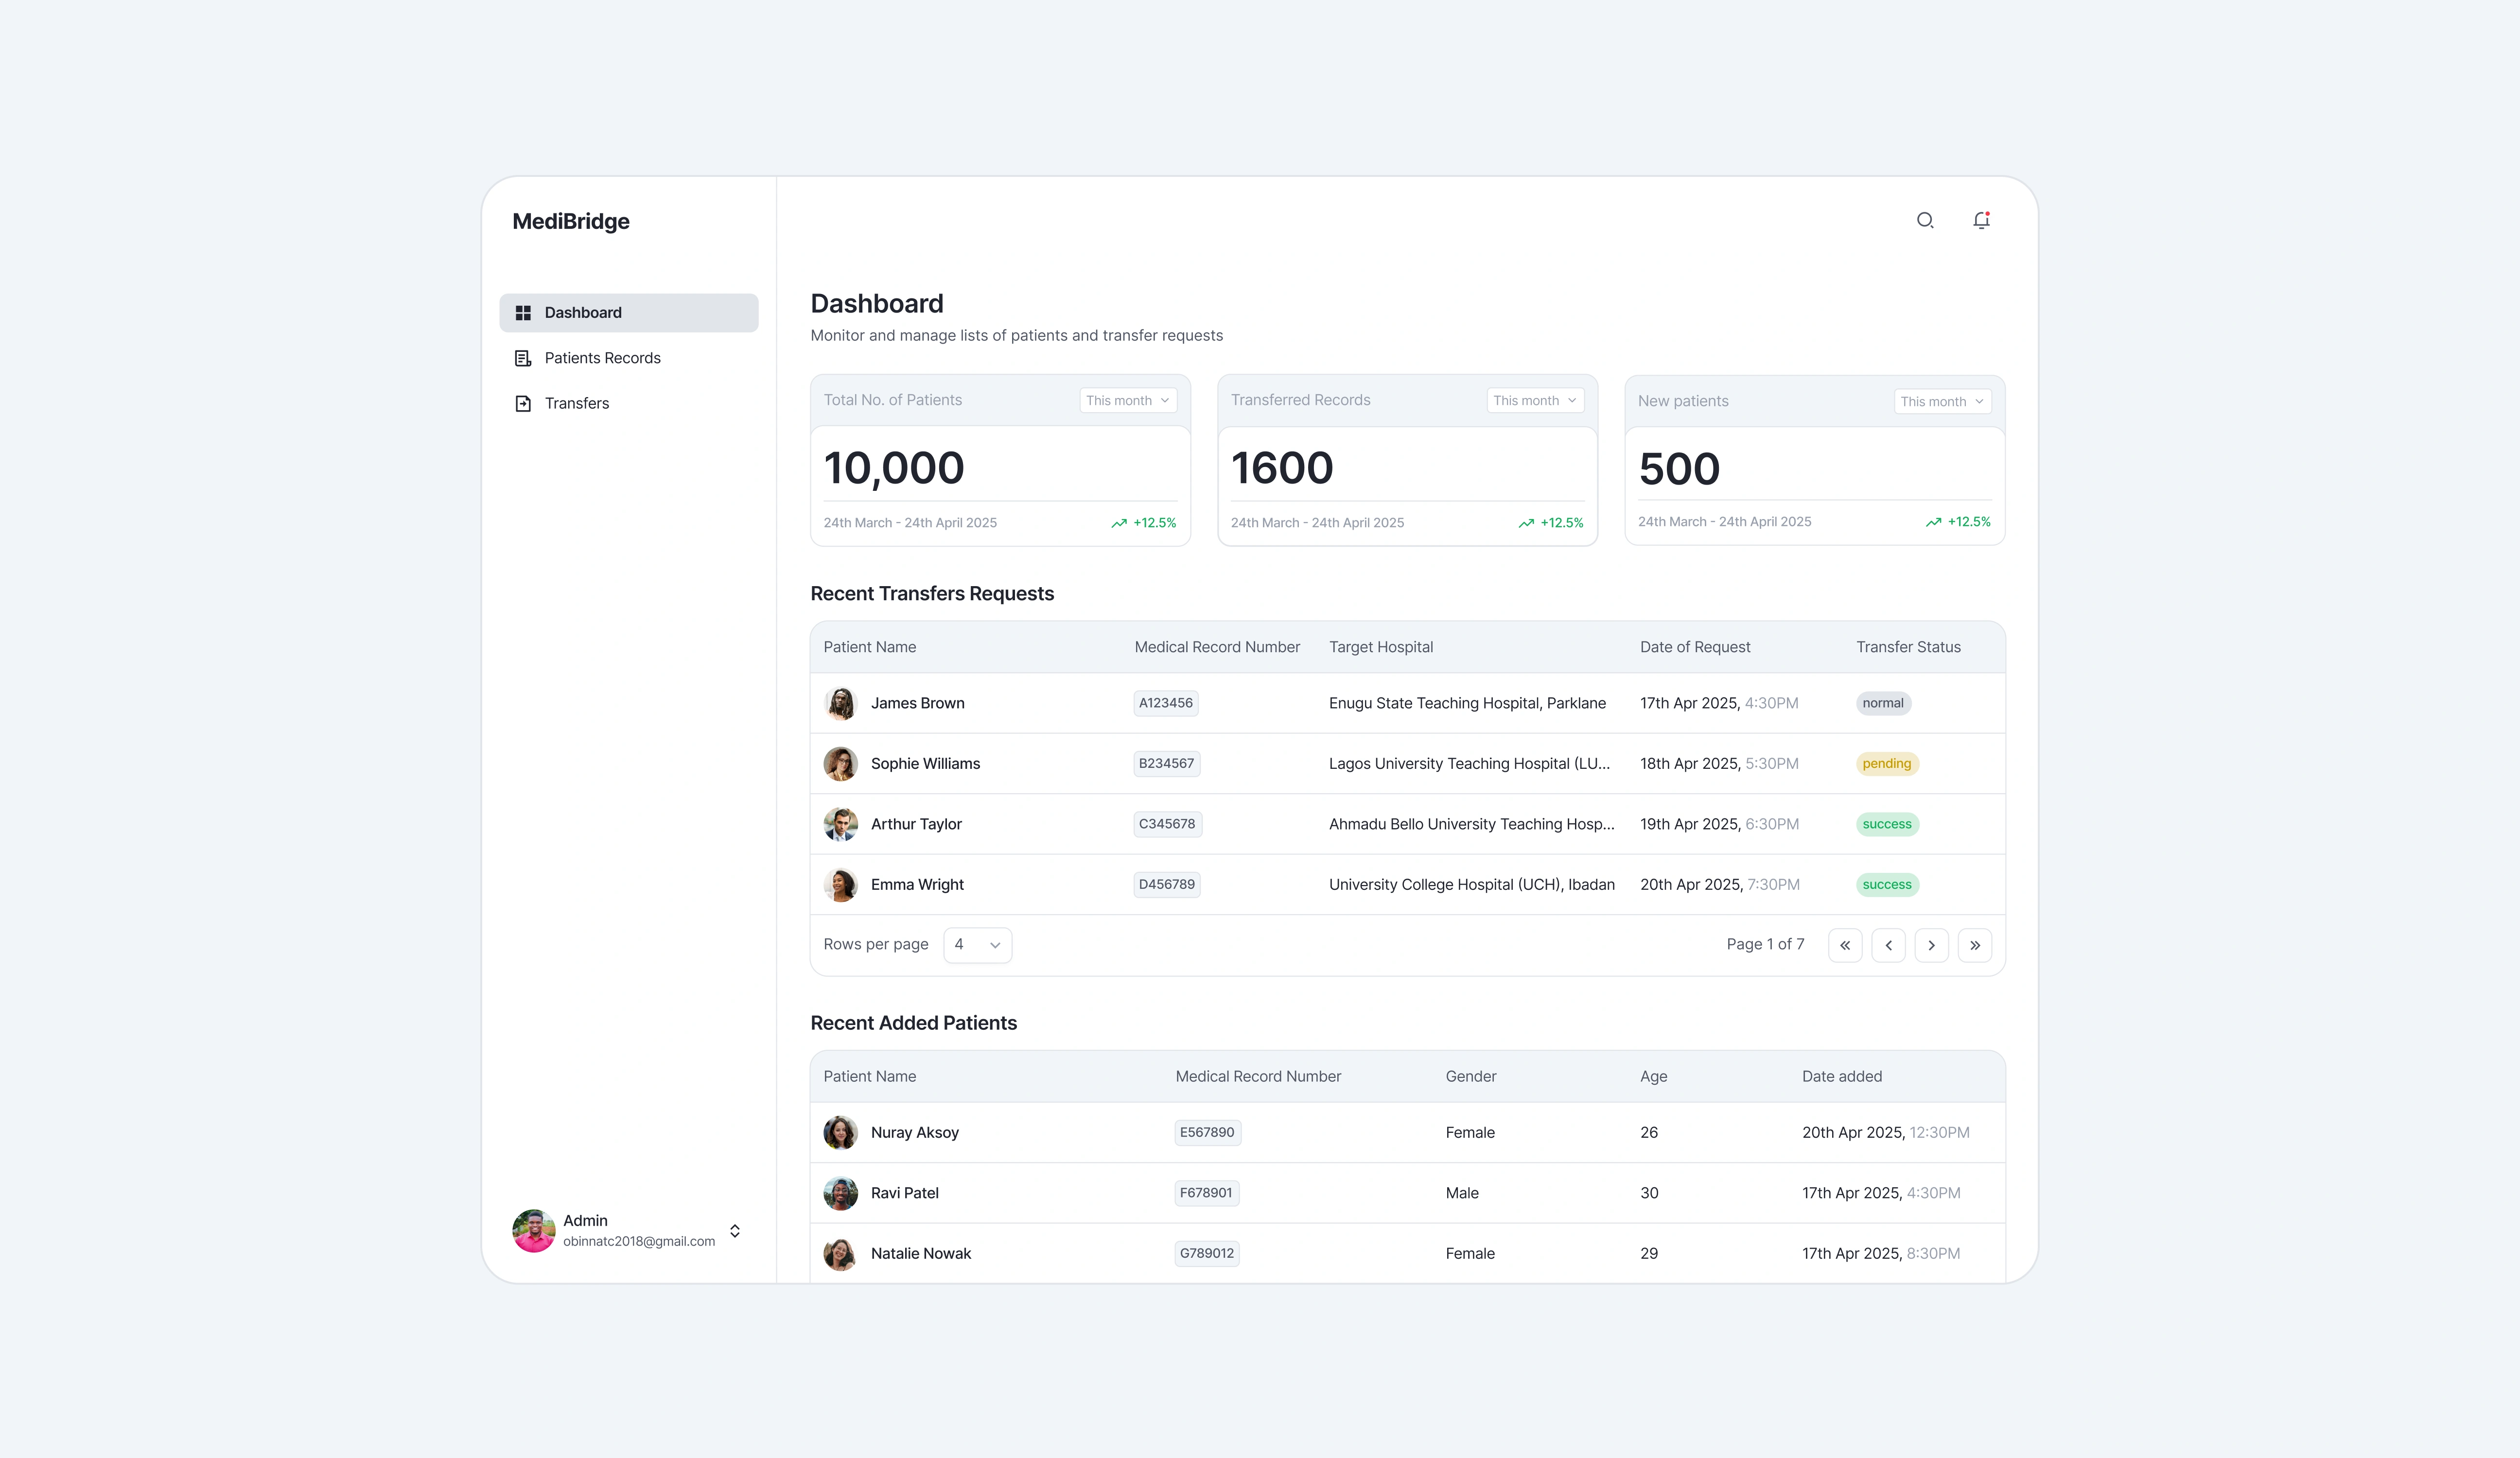 MediBridge
Dashboard
Patients Records
Transfers
Admin
obinnatc2018@gmail.com
Dashboard
Monitor and manage lists of patients and transfer requests
Total No. of Patients This month
10,000
24th March - 24th April 2025 +12.5%
Transferred Records This month
1600
24th March - 24th April 2025 +12.5%
New patients This month
500
24th March - 24th April 2025 +12.5%
Recent Transfers Requests
Patient Name Medical Record Number Target Hospital Date of Request Transfer Status
James Brown A123456 Enugu State Teaching Hospital, Parklane 17th Apr 2025, 4:30PM normal
Sophie Williams B234567 Lagos University Teaching Hospital (LU... 18th Apr 2025, 5:30PM pending
Arthur Taylor C345678 Ahmadu Bello University Teaching Hosp... 19th Apr 2025, 6:30PM success
Emma Wright D456789 University College Hospital (UCH), Ibadan 20th Apr 2025, 7:30PM success
Rows per page 4 Page 1 of 7
Recent Added Patients
Patient Name Medical Record Number Gender Age Date added
Nuray Aksoy E567890 Female 26 20th Apr 2025, 12:30PM
Ravi Patel F678901 Male 30 17th Apr 2025, 4:30PM
Natalie Nowak G789012 Female 29 17th Apr 2025, 8:30PM